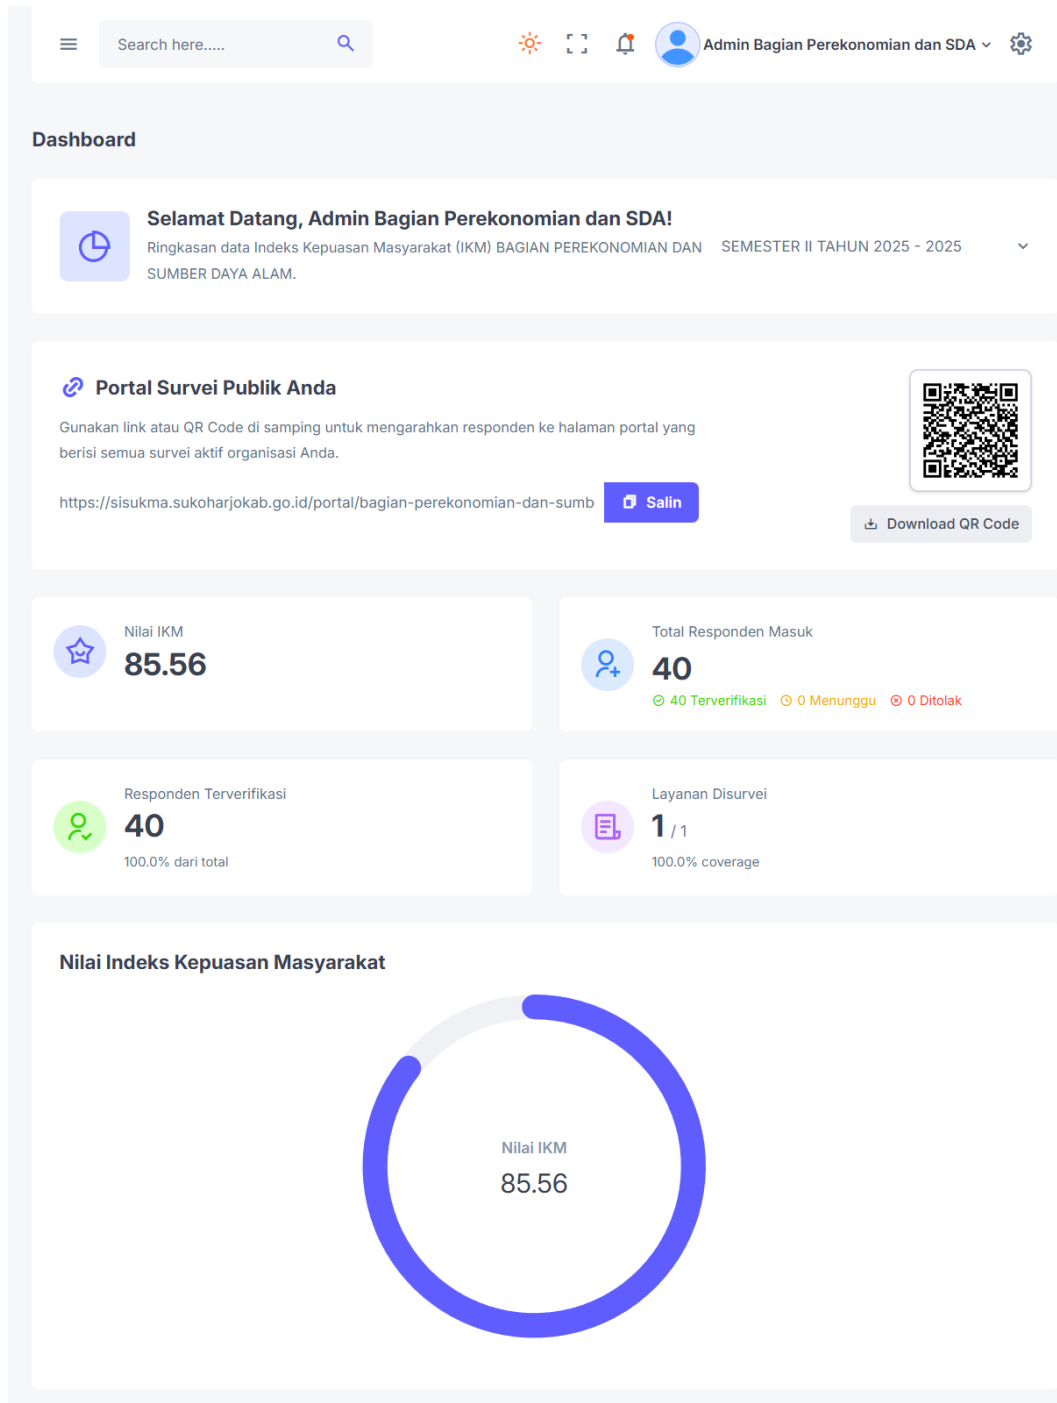 Search here.....
Admin Bagian Perekonomian dan SDA
Dashboard
Selamat Datang, Admin Bagian Perekonomian dan SDA!
Ringkasan data Indeks Kepuasan Masyarakat (IKM) BAGIAN PEREKONOMIAN DAN
SUMBER DAYA ALAM.
SEMESTER II TAHUN 2025 - 2025
Portal Survei Publik Anda
Gunakan link atau QR Code di samping untuk mengarahkan responden ke halaman portal yang
berisi semua survei aktif organisasi Anda.
https://sisukma.sukoharjokab.go.id/portal/bagian-perekonomian-dan-sumb
Salin
Download QR Code
Nilai IKM
85.56
Total Responden Masuk
40
40 Terverifikasi 0 Menunggu 0 Ditolak
Responden Terverifikasi
40
100.0% dari total
Layanan Disurvei
1 / 1
100.0% coverage
Nilai Indeks Kepuasan Masyarakat
Nilai IKM
85.56